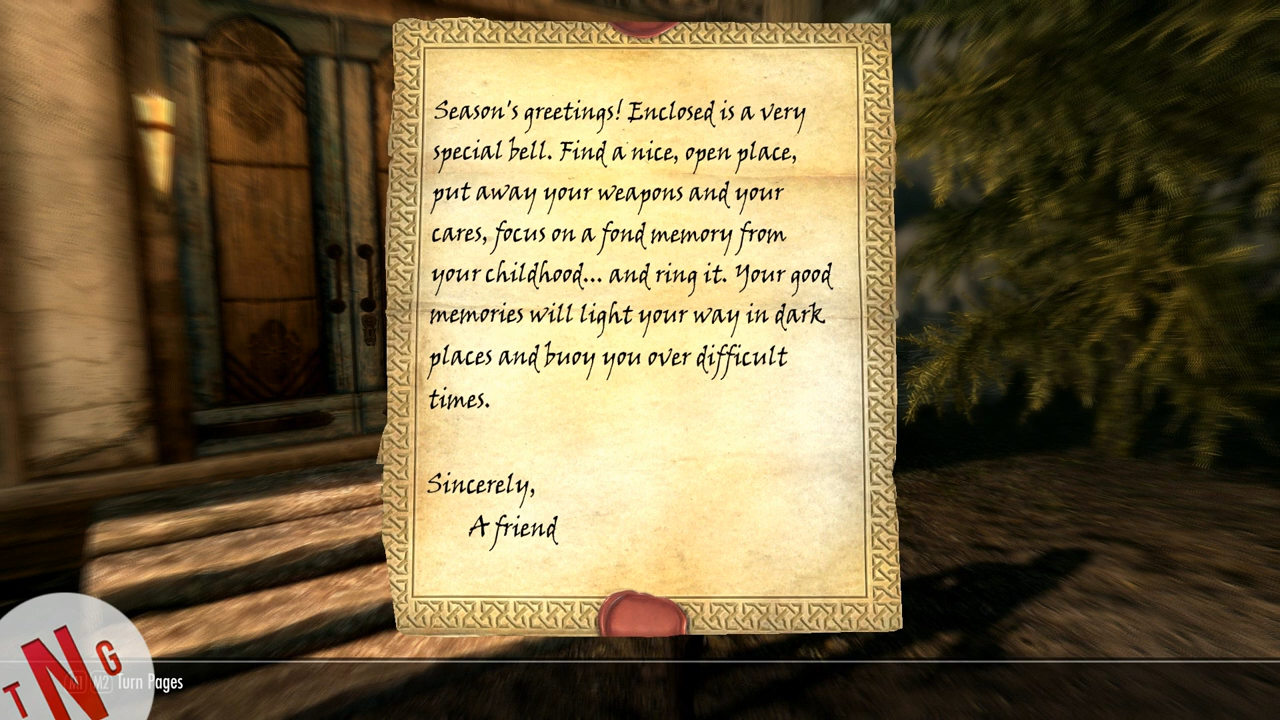 Season's greetings! Enclosed is a very
special bell. Find a nice, open place,
put away your weapons and your
cares, focus on a fond memory from
your childhood... and ring it. Your good
memories will light your way in dark
places and buoy you over difficult
times.
Sincerely,
A friend
TNG
M1 M2 Turn Pages